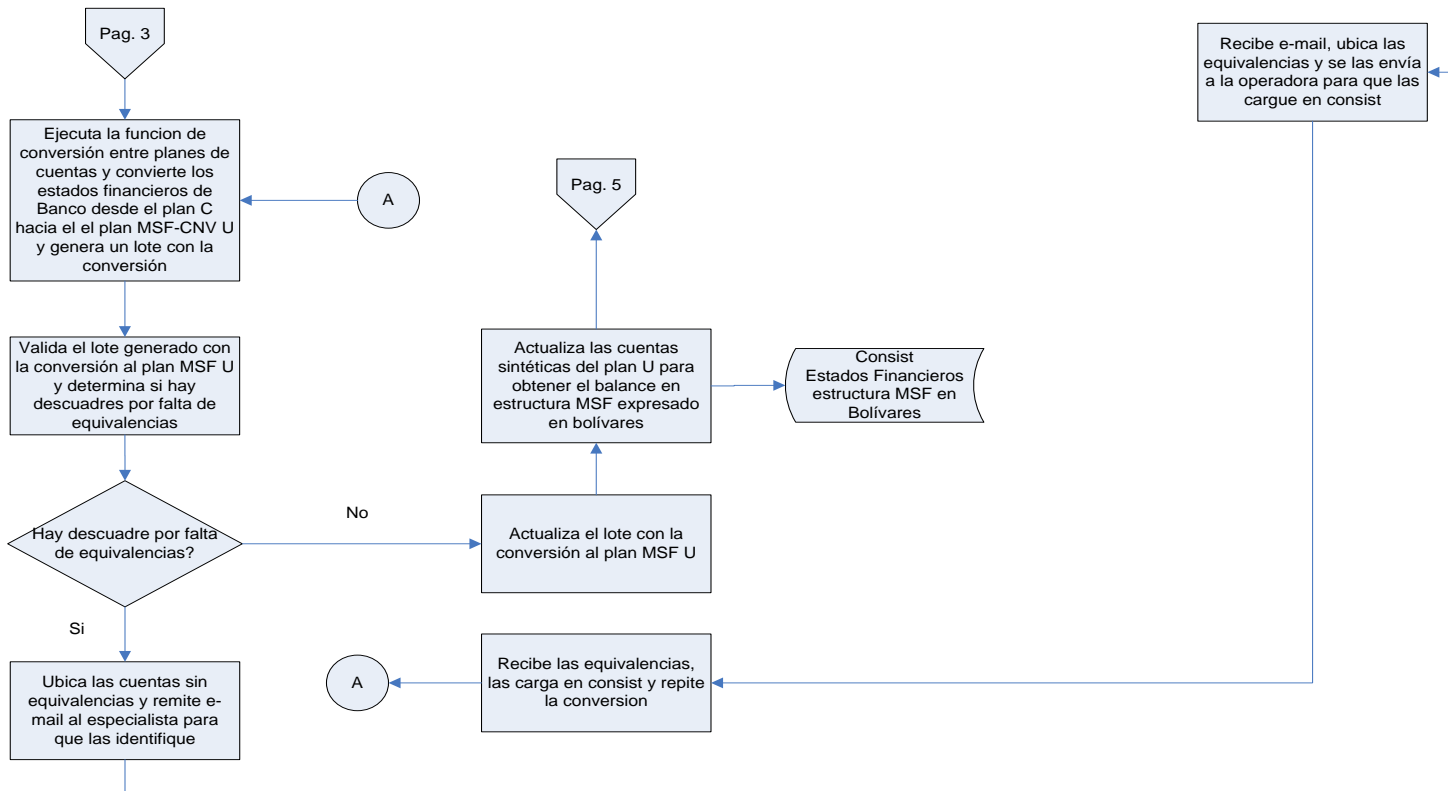 Pag. 3
Recibe e-mail, ubica las
equivalencias y se las envía
a la operadora para que las
cargue en consist
Ejecuta la funcion de
conversión entre planes de
cuentas y convierte los
estados financieros de
Banco desde el plan C
hacia el el plan MSF-CNV U
y genera un lote con la
conversión
A
Pag. 5
Valida el lote generado con
la conversión al plan MSF U
y determina si hay
descuadres por falta de
equivalencias
Actualiza las cuentas
sintéticas del plan U para
obtener el balance en
estructura MSF expresado
en bolívares
Consist
Estados Financieros
estructura MSF en
Bolívares
Hay descuadre por falta
de equivalencias?
No
Actualiza el lote con la
conversión al plan MSF U
Si
Ubica las cuentas sin
equivalencias y remite e-
mail al especialista para
que las identifique
A
Recibe las equivalencias,
las carga en consist y repite
la conversion